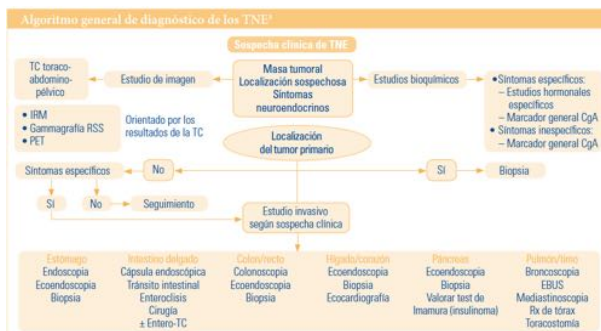 Algoritmo general de diagnóstico de los TNE³
Sospecha clínica de TNE
TC toraco-
abdomino-
pélvico
Estudio de imagen
Masa tumoral
Localización sospechosa
Síntomas
neuroendocrinos
Estudios bioquímicos
• Síntomas específicos:
– Estudios hormonales
específicos
– Marcador general CgA
• Síntomas inespecíficos:
– Marcador general CgA
• IRM
• Gammagrafía RSS
• PET
Orientado por los
resultados de la TC
Localización
del tumor primario
Síntomas específicos
No
Sí
Biopsia
Sí
No
Seguimiento
Estudio invasivo
según sospecha clínica
Estómago
Endoscopia
Ecoendoscopia
Biopsia
Intestino delgado
Cápsula endoscópica
Tránsito intestinal
Enteroclisis
Cirugía
± Entero-TC
Colon/recto
Colonoscopia
Ecoendoscopia
Biopsia
Hígado/corazón
Ecoendoscopia
Biopsia
Ecocardiografía
Páncreas
Ecoendoscopia
Biopsia
Valorar test de
Imamura (insulinoma)
Pulmón/timo
Broncoscopia
EBUS
Mediastinoscopia
Rx de tórax
Toracostomía